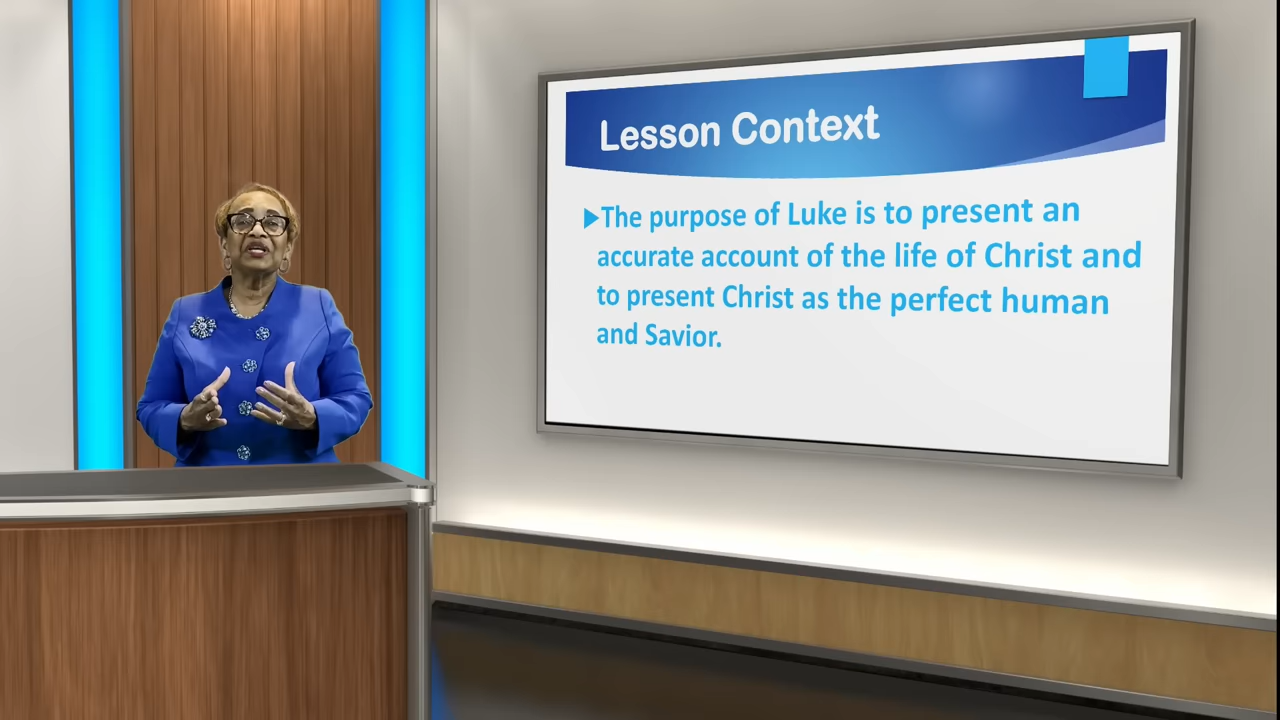 Lesson Context
▶The purpose of Luke is to present an
accurate account of the life of Christ and
to present Christ as the perfect human
and Savior.